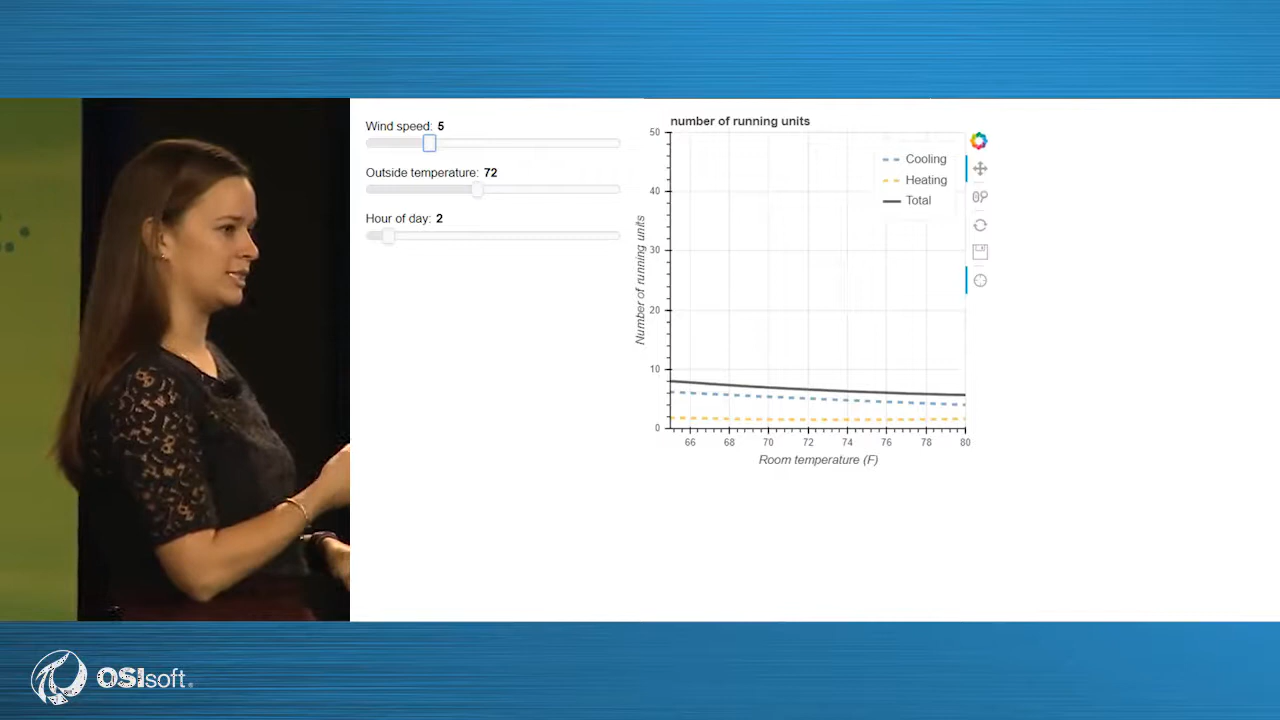 Wind speed: 5
Outside temperature: 72
Hour of day: 2
number of running units
50
40
30
20
10
0
Number of running units
Cooling
Heating
Total
66 68 70 72 74 76 78 80
Room temperature (F)
OSIsoft.